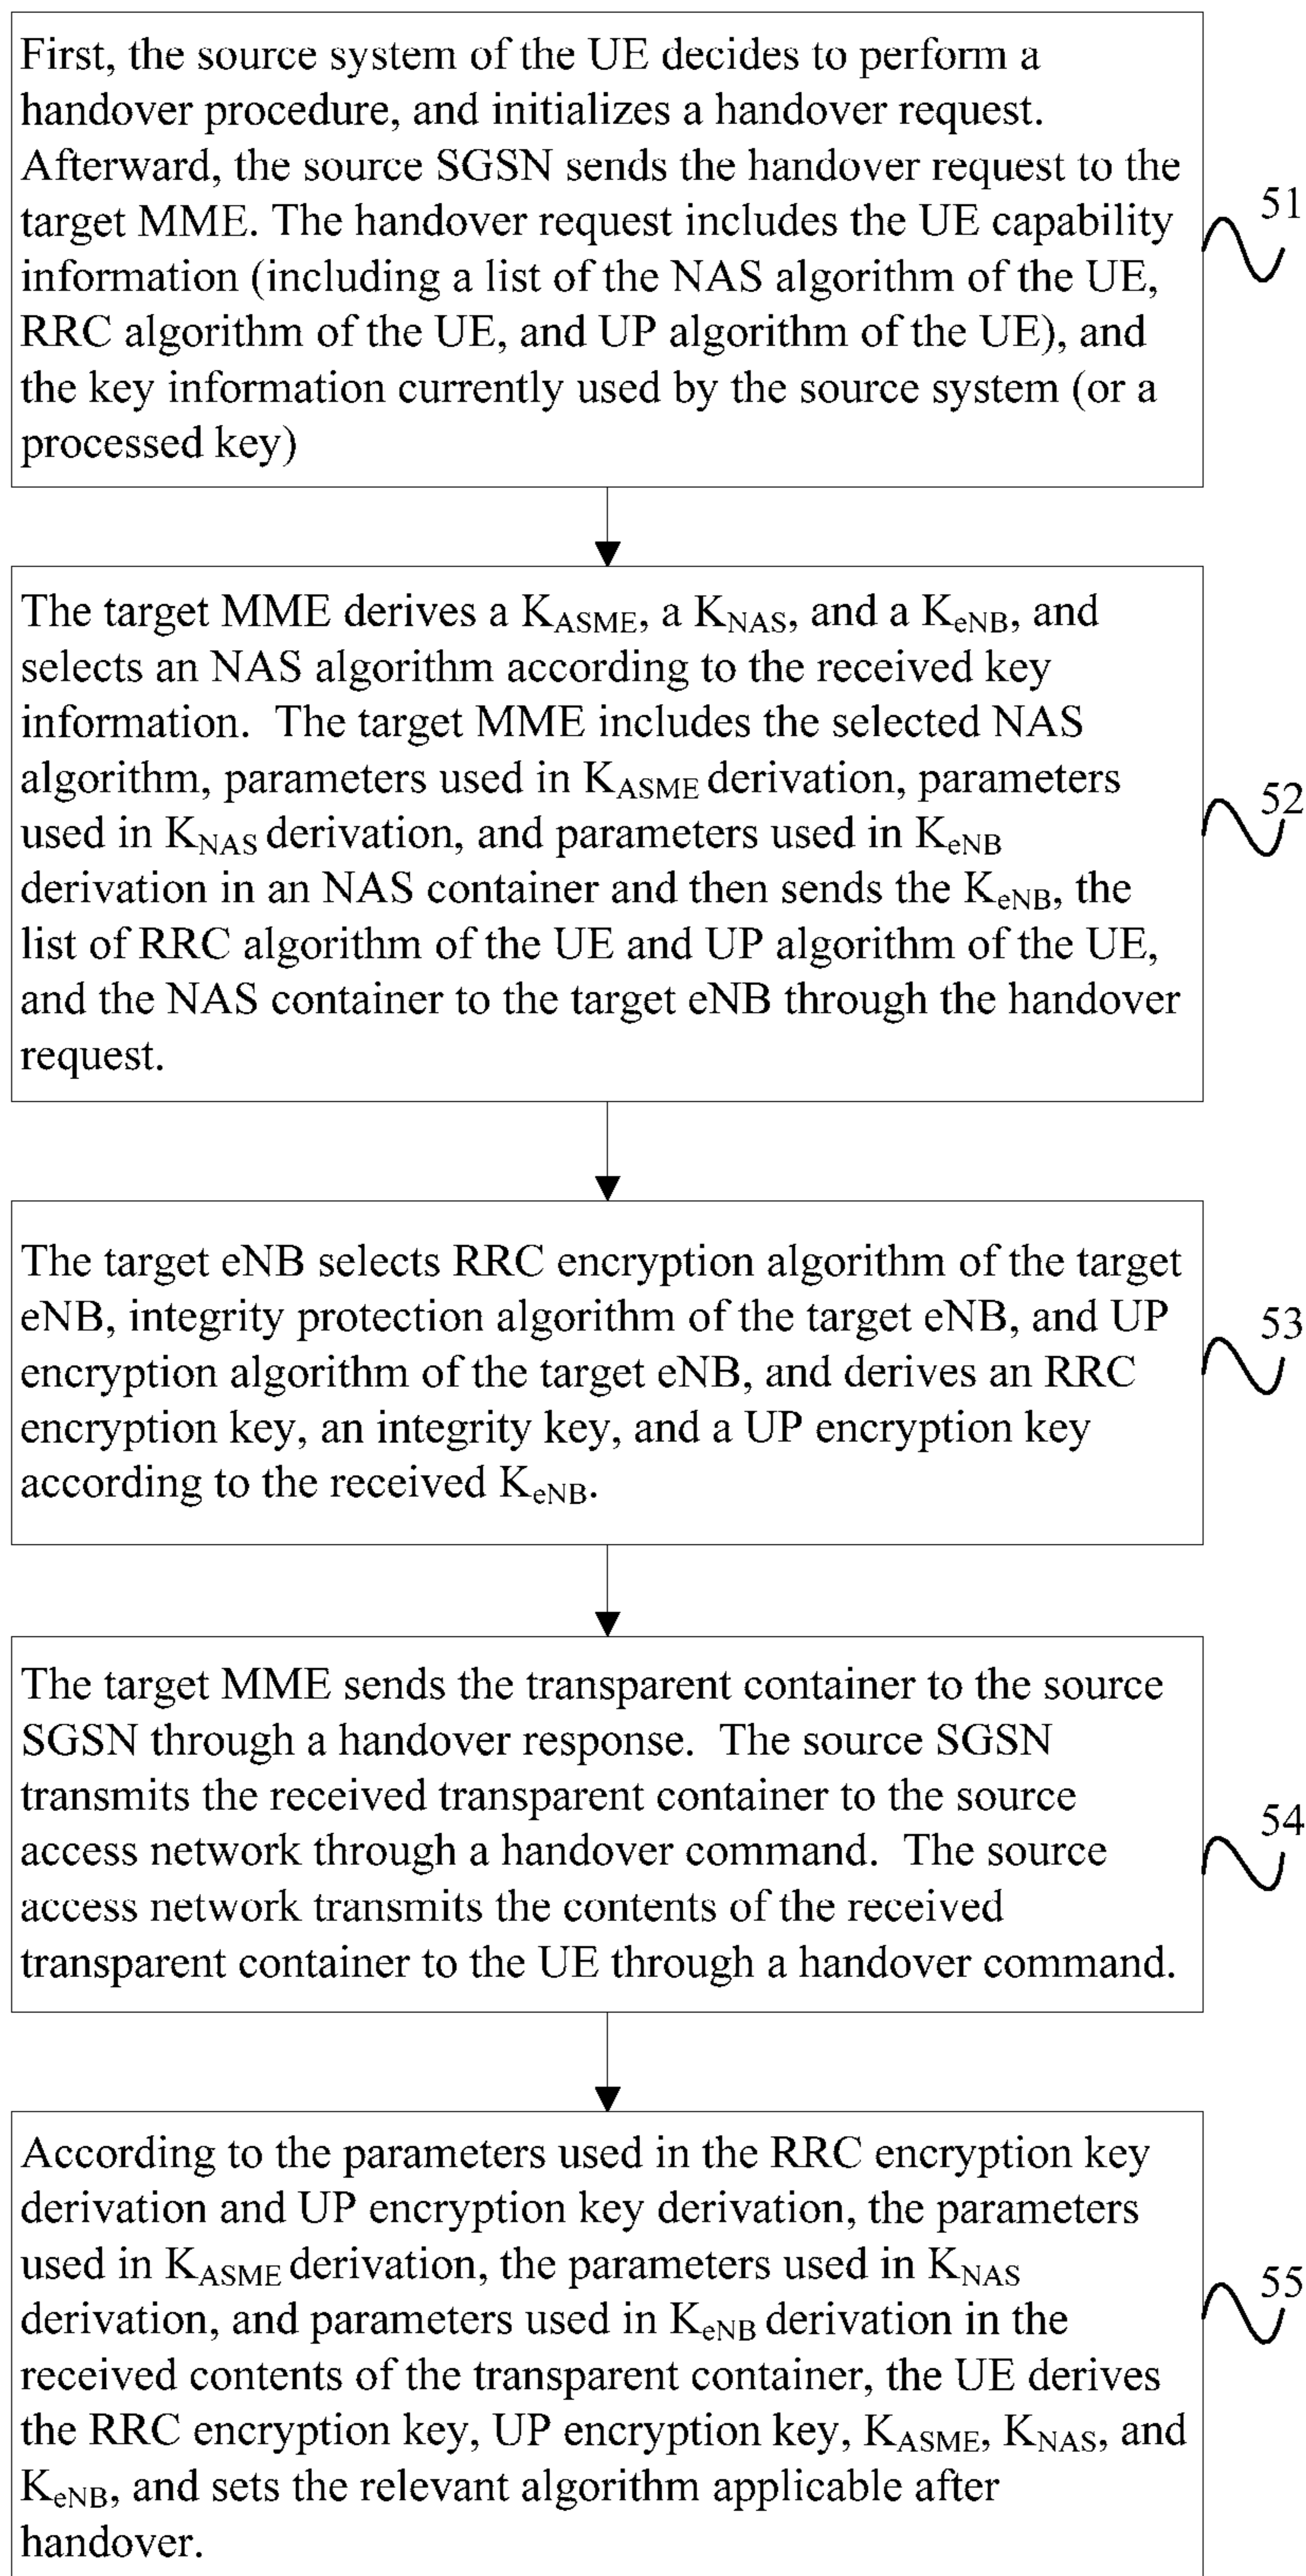 First, the source system of the UE decides to perform a
handover procedure, and initializes a handover request.
Afterward, the source SGSN sends the handover request to the
target MME. The handover request includes the UE capability
information (including a list of the NAS algorithm of the UE,
RRC algorithm of the UE, and UP algorithm of the UE), and
the key information currently used by the source system (or a
processed key)
51
The target MME derives a KASME, a KNAS, and a KeNB, and
selects an NAS algorithm according to the received key
information. The target MME includes the selected NAS
algorithm, parameters used in KASME derivation, parameters
used in KNAS derivation, and parameters used in KeNB
derivation in an NAS container and then sends the KeNB, the
list of RRC algorithm of the UE and UP algorithm of the UE,
and the NAS container to the target eNB through the handover
request.
52
The target eNB selects RRC encryption algorithm of the target
eNB, integrity protection algorithm of the target eNB, and UP
encryption algorithm of the target eNB, and derives an RRC
encryption key, an integrity key, and a UP encryption key
according to the received KeNB.
53
The target MME sends the transparent container to the source
SGSN through a handover response. The source SGSN
transmits the received transparent container to the source
access network through a handover command. The source
access network transmits the contents of the received
transparent container to the UE through a handover command.
54
According to the parameters used in the RRC encryption key
derivation and UP encryption key derivation, the parameters
used in KASME derivation, the parameters used in KNAS
derivation, and parameters used in KeNB derivation in the
received contents of the transparent container, the UE derives
the RRC encryption key, UP encryption key, KASME, KNAS, and
KeNB, and sets the relevant algorithm applicable after
handover.
55